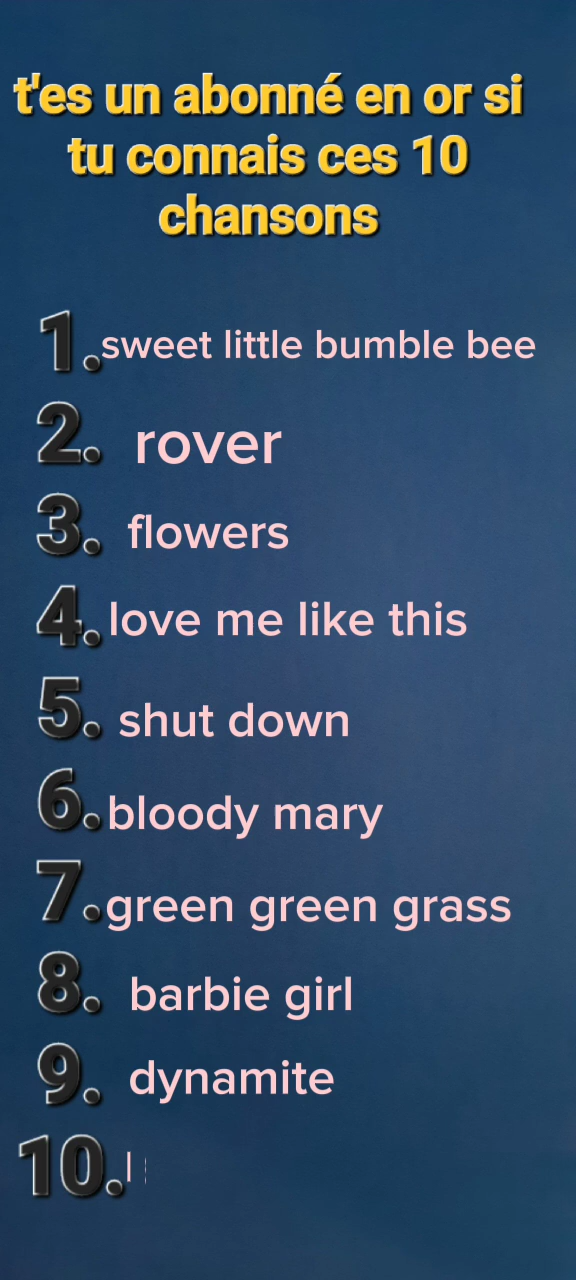 t'es un abonné en or si
tu connais ces 10
chansons
1. sweet little bumble bee
2. rover
3. flowers
4. love me like this
5. shut down
6. bloody mary
7. green green grass
8. barbie girl
9. dynamite
10.